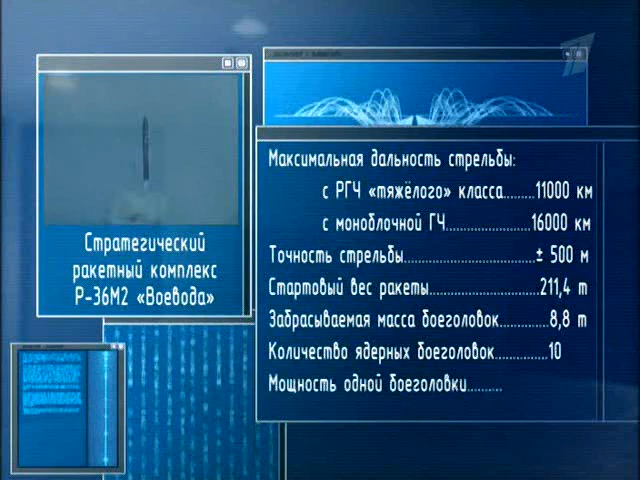 Стратегический
ракетный комплекс
Р-36М2 «Воевода»
Максимальная дальность стрельбы:
с РГЧ «тяжёлого» класса........11000 км
с моноблочной ГЧ......................16000 км
Точность стрельбы..................................± 500 м
Стартовый вес ракеты............................211,4 т
Забрасываемая масса боеголовок.............8,8 т
Количество ядерных боеголовок..............10
Мощность одной боеголовки.........